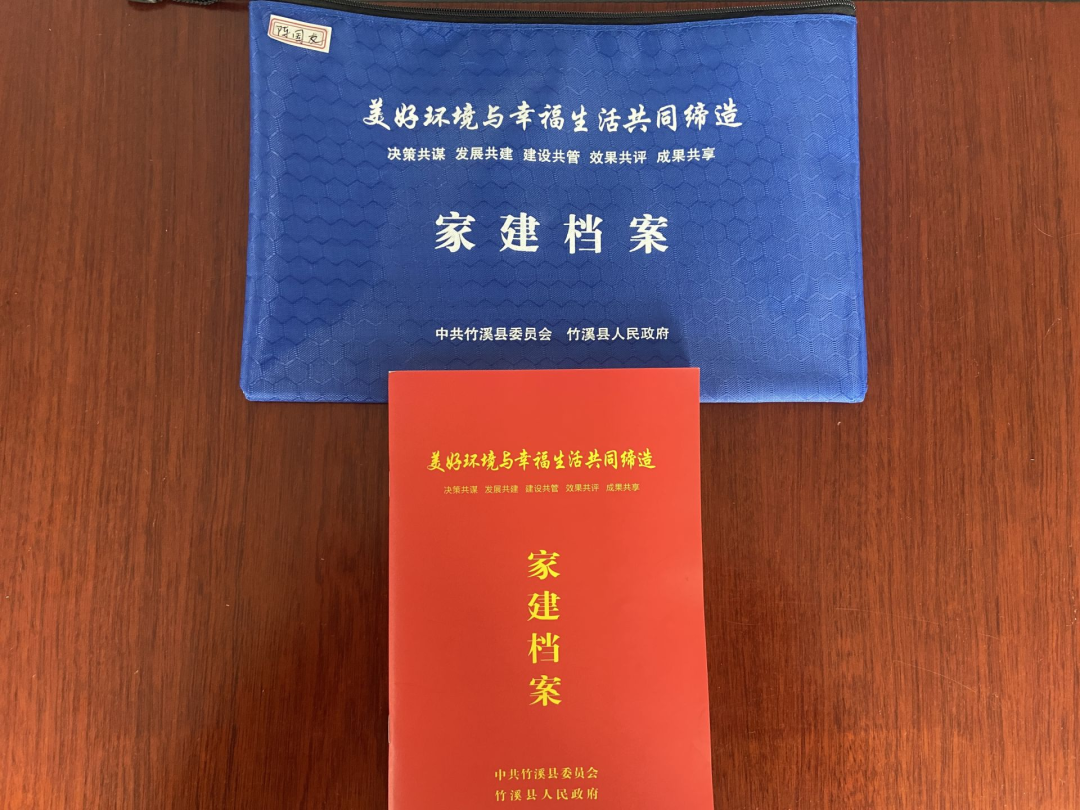 陈国友
美好环境与幸福生活共同缔造
决策共谋 发展共建 建设共管 效果共评 成果共享
家建档案
中共竹溪县委员会 竹溪县人民政府
美好环境与幸福生活共同缔造
决策共谋 发展共建 建设共管 效果共评 成果共享
家建档案
中共竹溪县委员会
竹溪县人民政府